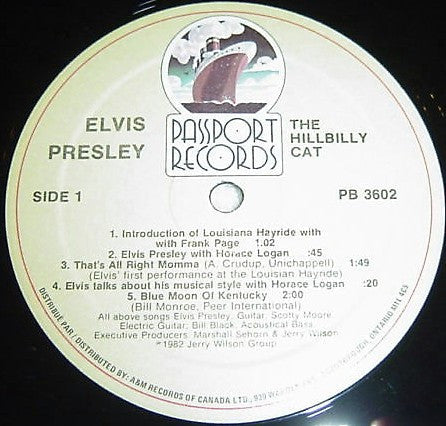 PASSPORT
RECORDS
ELVIS
PRESLEY
THE
HILLBILLY
CAT
SIDE 1
PB 3602
1. Introduction of Louisiana Hayride with
with Frank Page 1.02
2. Elvis Presley with Horace Logan :45
3. That's All Right Momma (A. Crudup, Unichappell) 1:49
(Elvis' first performance at the Louisian Hayride)
4. Elvis talks about his musical style with Horace Logan :20
5. Blue Moon Of Kentucky 2:00
(Bill Monroe, Peer International)
All above songs Elvis Presley, Guitar: Scotty Moore
Electric Guitar: Bill Black: Acoustical Bass
Executive Producers: Marshall Sehorn & Jerry Wilson
℗1982 Jerry Wilson Group
DISTRIBUE PAR / DISTRIBUTED BY: A&M RECORDS OF CANADA LTD., 939 SCARBOROUGH, ONTARIO